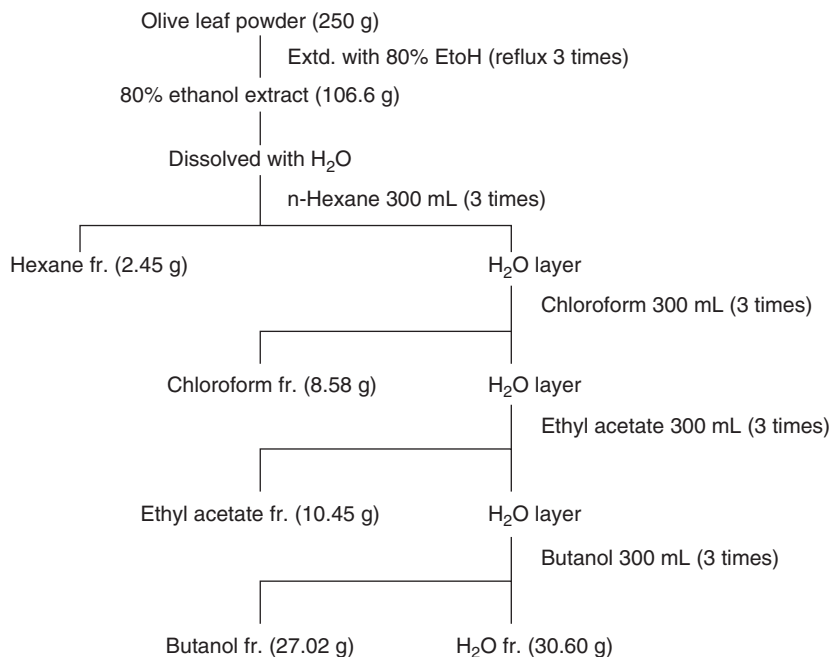 Olive leaf powder (250 g)
Extd. with 80% EtoH (reflux 3 times)
80% ethanol extract (106.6 g)
Dissolved with H₂O
n-Hexane 300 mL (3 times)
Hexane fr. (2.45 g)
H₂O layer
Chloroform 300 mL (3 times)
Chloroform fr. (8.58 g)
H₂O layer
Ethyl acetate 300 mL (3 times)
Ethyl acetate fr. (10.45 g)
H₂O layer
Butanol 300 mL (3 times)
Butanol fr. (27.02 g)
H₂O fr. (30.60 g)